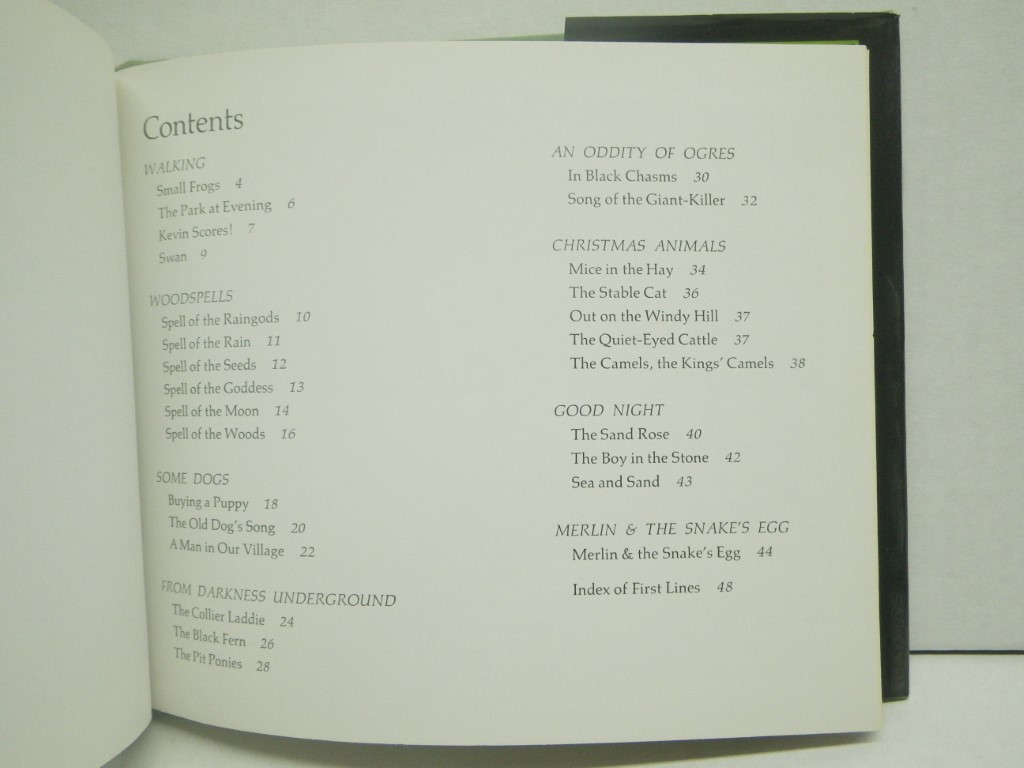 Contents
WALKING
Small Frogs 4
The Park at Evening 6
Kevin Scores! 7
Swan 9
WOODSPELLS
Spell of the Raingods 10
Spell of the Rain 11
Spell of the Seeds 12
Spell of the Goddess 13
Spell of the Moon 14
Spell of the Woods 16
SOME DOGS
Buying a Puppy 18
The Old Dog's Song 20
A Man in Our Village 22
FROM DARKNESS UNDERGROUND
The Collier Laddie 24
The Black Fern 26
The Pit Ponies 28
AN ODDITY OF OGRES
In Black Chasms 30
Song of the Giant-Killer 32
CHRISTMAS ANIMALS
Mice in the Hay 34
The Stable Cat 36
Out on the Windy Hill 37
The Quiet-Eyed Cattle 37
The Camels, the Kings' Camels 38
GOOD NIGHT
The Sand Rose 40
The Boy in the Stone 42
Sea and Sand 43
MERLIN & THE SNAKE'S EGG
Merlin & the Snake's Egg 44
Index of First Lines 48